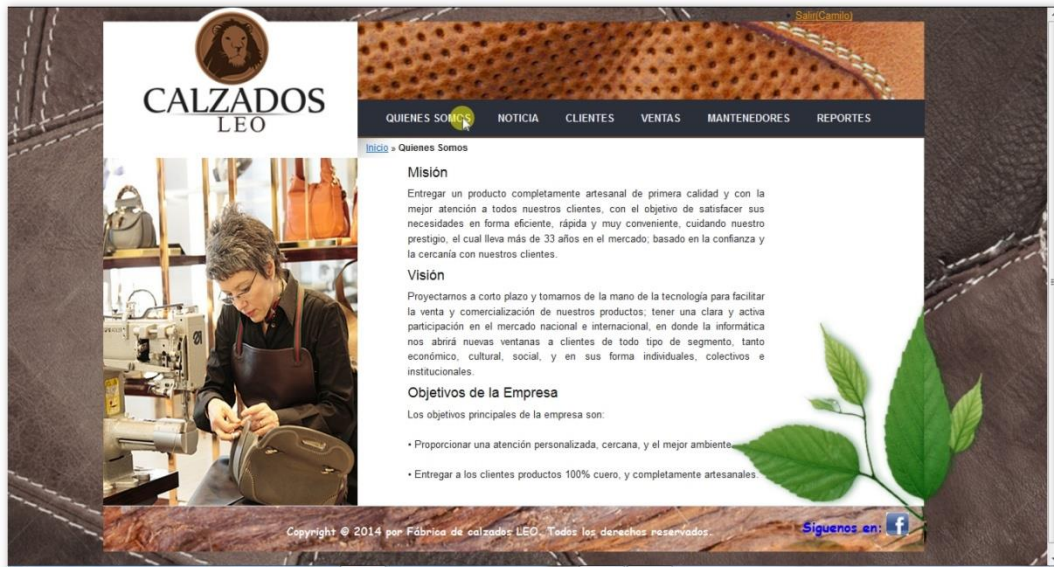 Salir(Camilo)
CALZADOS
LEO
QUIENES SOMOS NOTICIA CLIENTES VENTAS MANTENEDORES REPORTES
Inicio » Quienes Somos
Misión
Entregar un producto completamente artesanal de primera calidad y con la
mejor atención a todos nuestros clientes, con el objetivo de satisfacer sus
necesidades en forma eficiente, rápida y muy conveniente, cuidando nuestro
prestigio, el cual lleva más de 33 años en el mercado; basado en la confianza y
la cercanía con nuestros clientes.
Visión
Proyectarnos a corto plazo y tomarnos de la mano de la tecnología para facilitar
la venta y comercialización de nuestros productos; tener una clara y activa
participación en el mercado nacional e internacional, en donde la informática
nos abrirá nuevas ventanas a clientes de todo tipo de segmento, tanto
económico, cultural, social, y en sus forma individuales, colectivos e
institucionales.
Objetivos de la Empresa
Los objetivos principales de la empresa son:
• Proporcionar una atención personalizada, cercana, y el mejor ambiente
• Entregar a los clientes productos 100% cuero, y completamente artesanales.
Copyright © 2014 por Fábrica de calzados LEO. Todos los derechos reservados.
Siguenos en: f